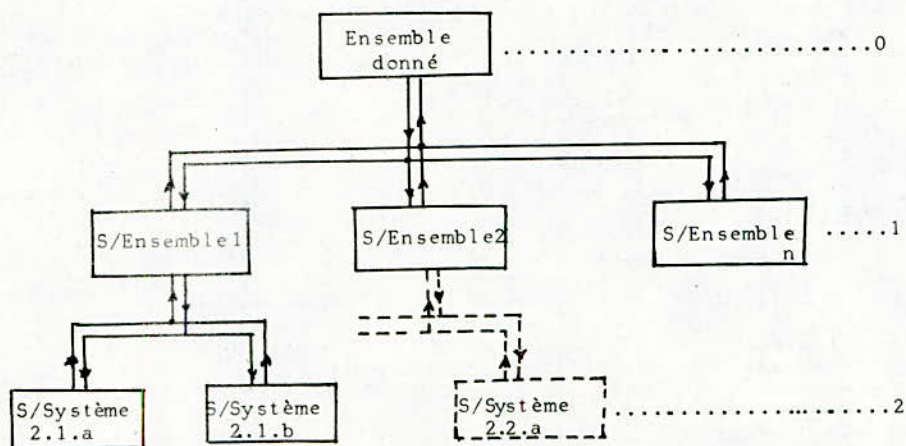 Ensemble
donné
....................................0
S/Ensemble1
S/Ensemble2
S/Ensemble
n
.....1
S/Système
2.1.a
S/Système
2.1.b
S/Système
2.2.a
............................2